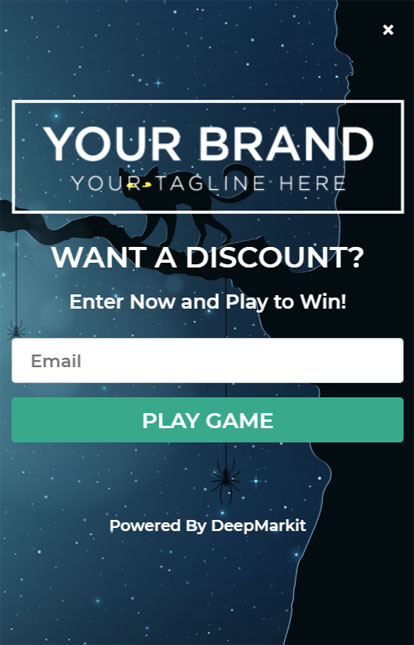 ×
YOUR BRAND
YOUR TAGLINE HERE
WANT A DISCOUNT?
Enter Now and Play to Win!
Email
PLAY GAME
Powered By DeepMarkit